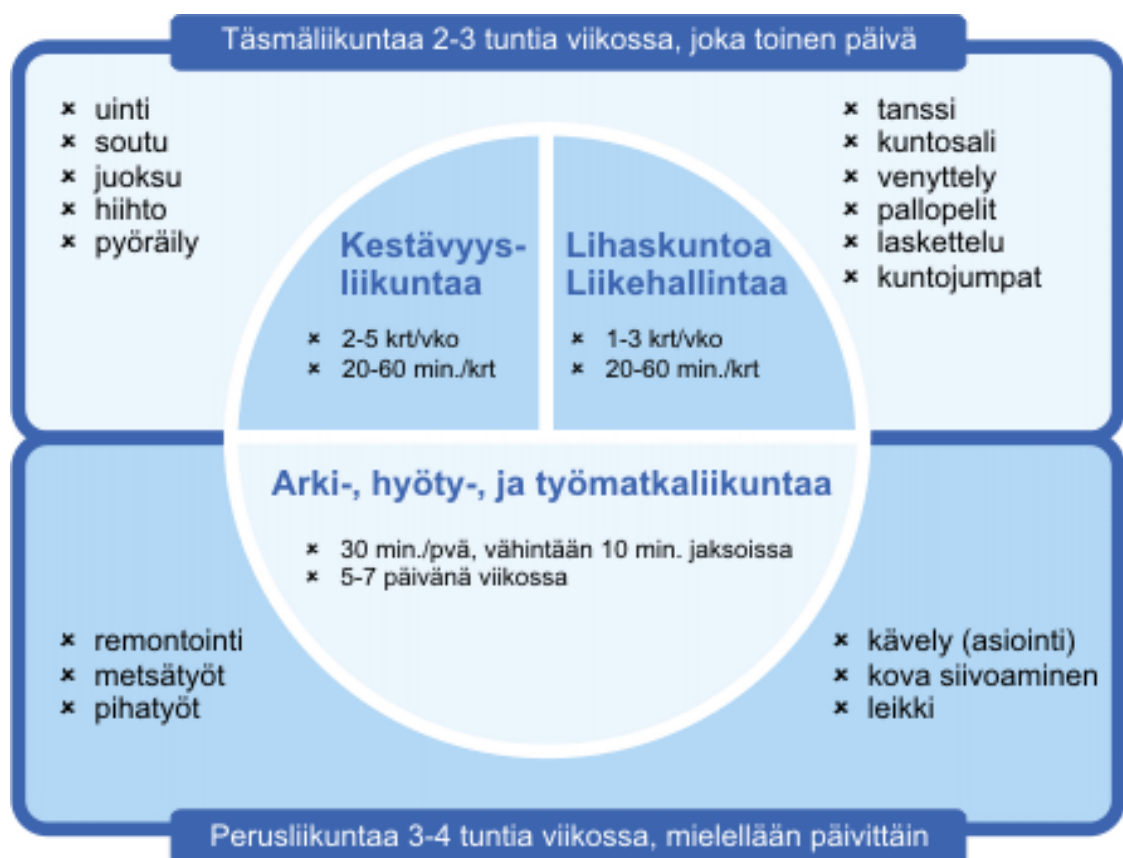 Täsmäliikuntaa 2-3 tuntia viikossa, joka toinen päivä
× uinti
× soutu
× juoksu
× hiihto
× pyöräily
× tanssi
× kuntosali
× venyttely
× pallopelit
× laskettelu
× kuntojumpat
Kestävyys-
liikuntaa
× 2-5 krt/vko
× 20-60 min./krt
Lihaskuntoa
Liikehallintaa
× 1-3 krt/vko
× 20-60 min./krt
Arki-, hyöty-, ja työmatkaliikuntaa
× 30 min./pvä, vähintään 10 min. jaksoissa
× 5-7 päivänä viikossa
× remontointi
× metsätyöt
× pihatyöt
× kävely (asiointi)
× kova siivoaminen
× leikki
Perusliikuntaa 3-4 tuntia viikossa, mielellään päivittäin